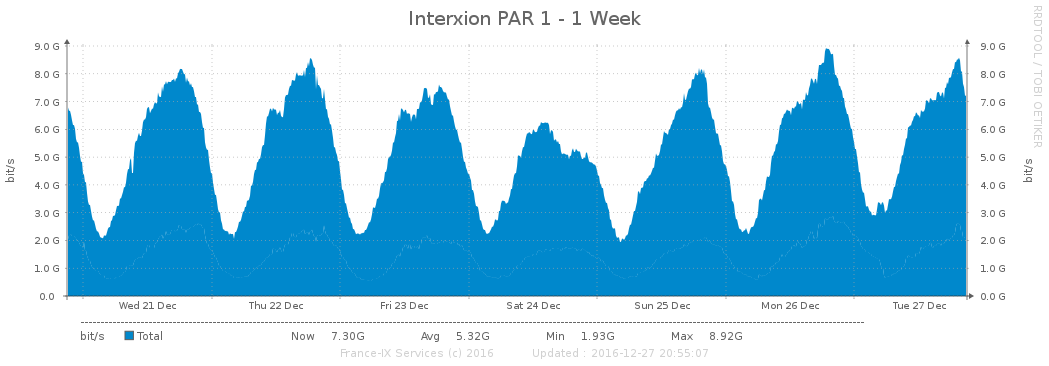 Interxion PAR 1 - 1 Week
RRDTOOL / TOBI OETIKER
9.0 G 9.0 G
8.0 G 8.0 G
7.0 G 7.0 G
6.0 G 6.0 G
5.0 G 5.0 G
4.0 G 4.0 G
3.0 G 3.0 G
2.0 G 2.0 G
1.0 G 1.0 G
0.0 0.0 G
bit/s
bit/s
Wed 21 Dec Thu 22 Dec Fri 23 Dec Sat 24 Dec Sun 25 Dec Mon 26 Dec Tue 27 Dec
bit/s Total Now 7.30G Avg 5.32G Min 1.93G Max 8.92G
France-IX Services (c) 2016 Updated : 2016-12-27 20:55:07